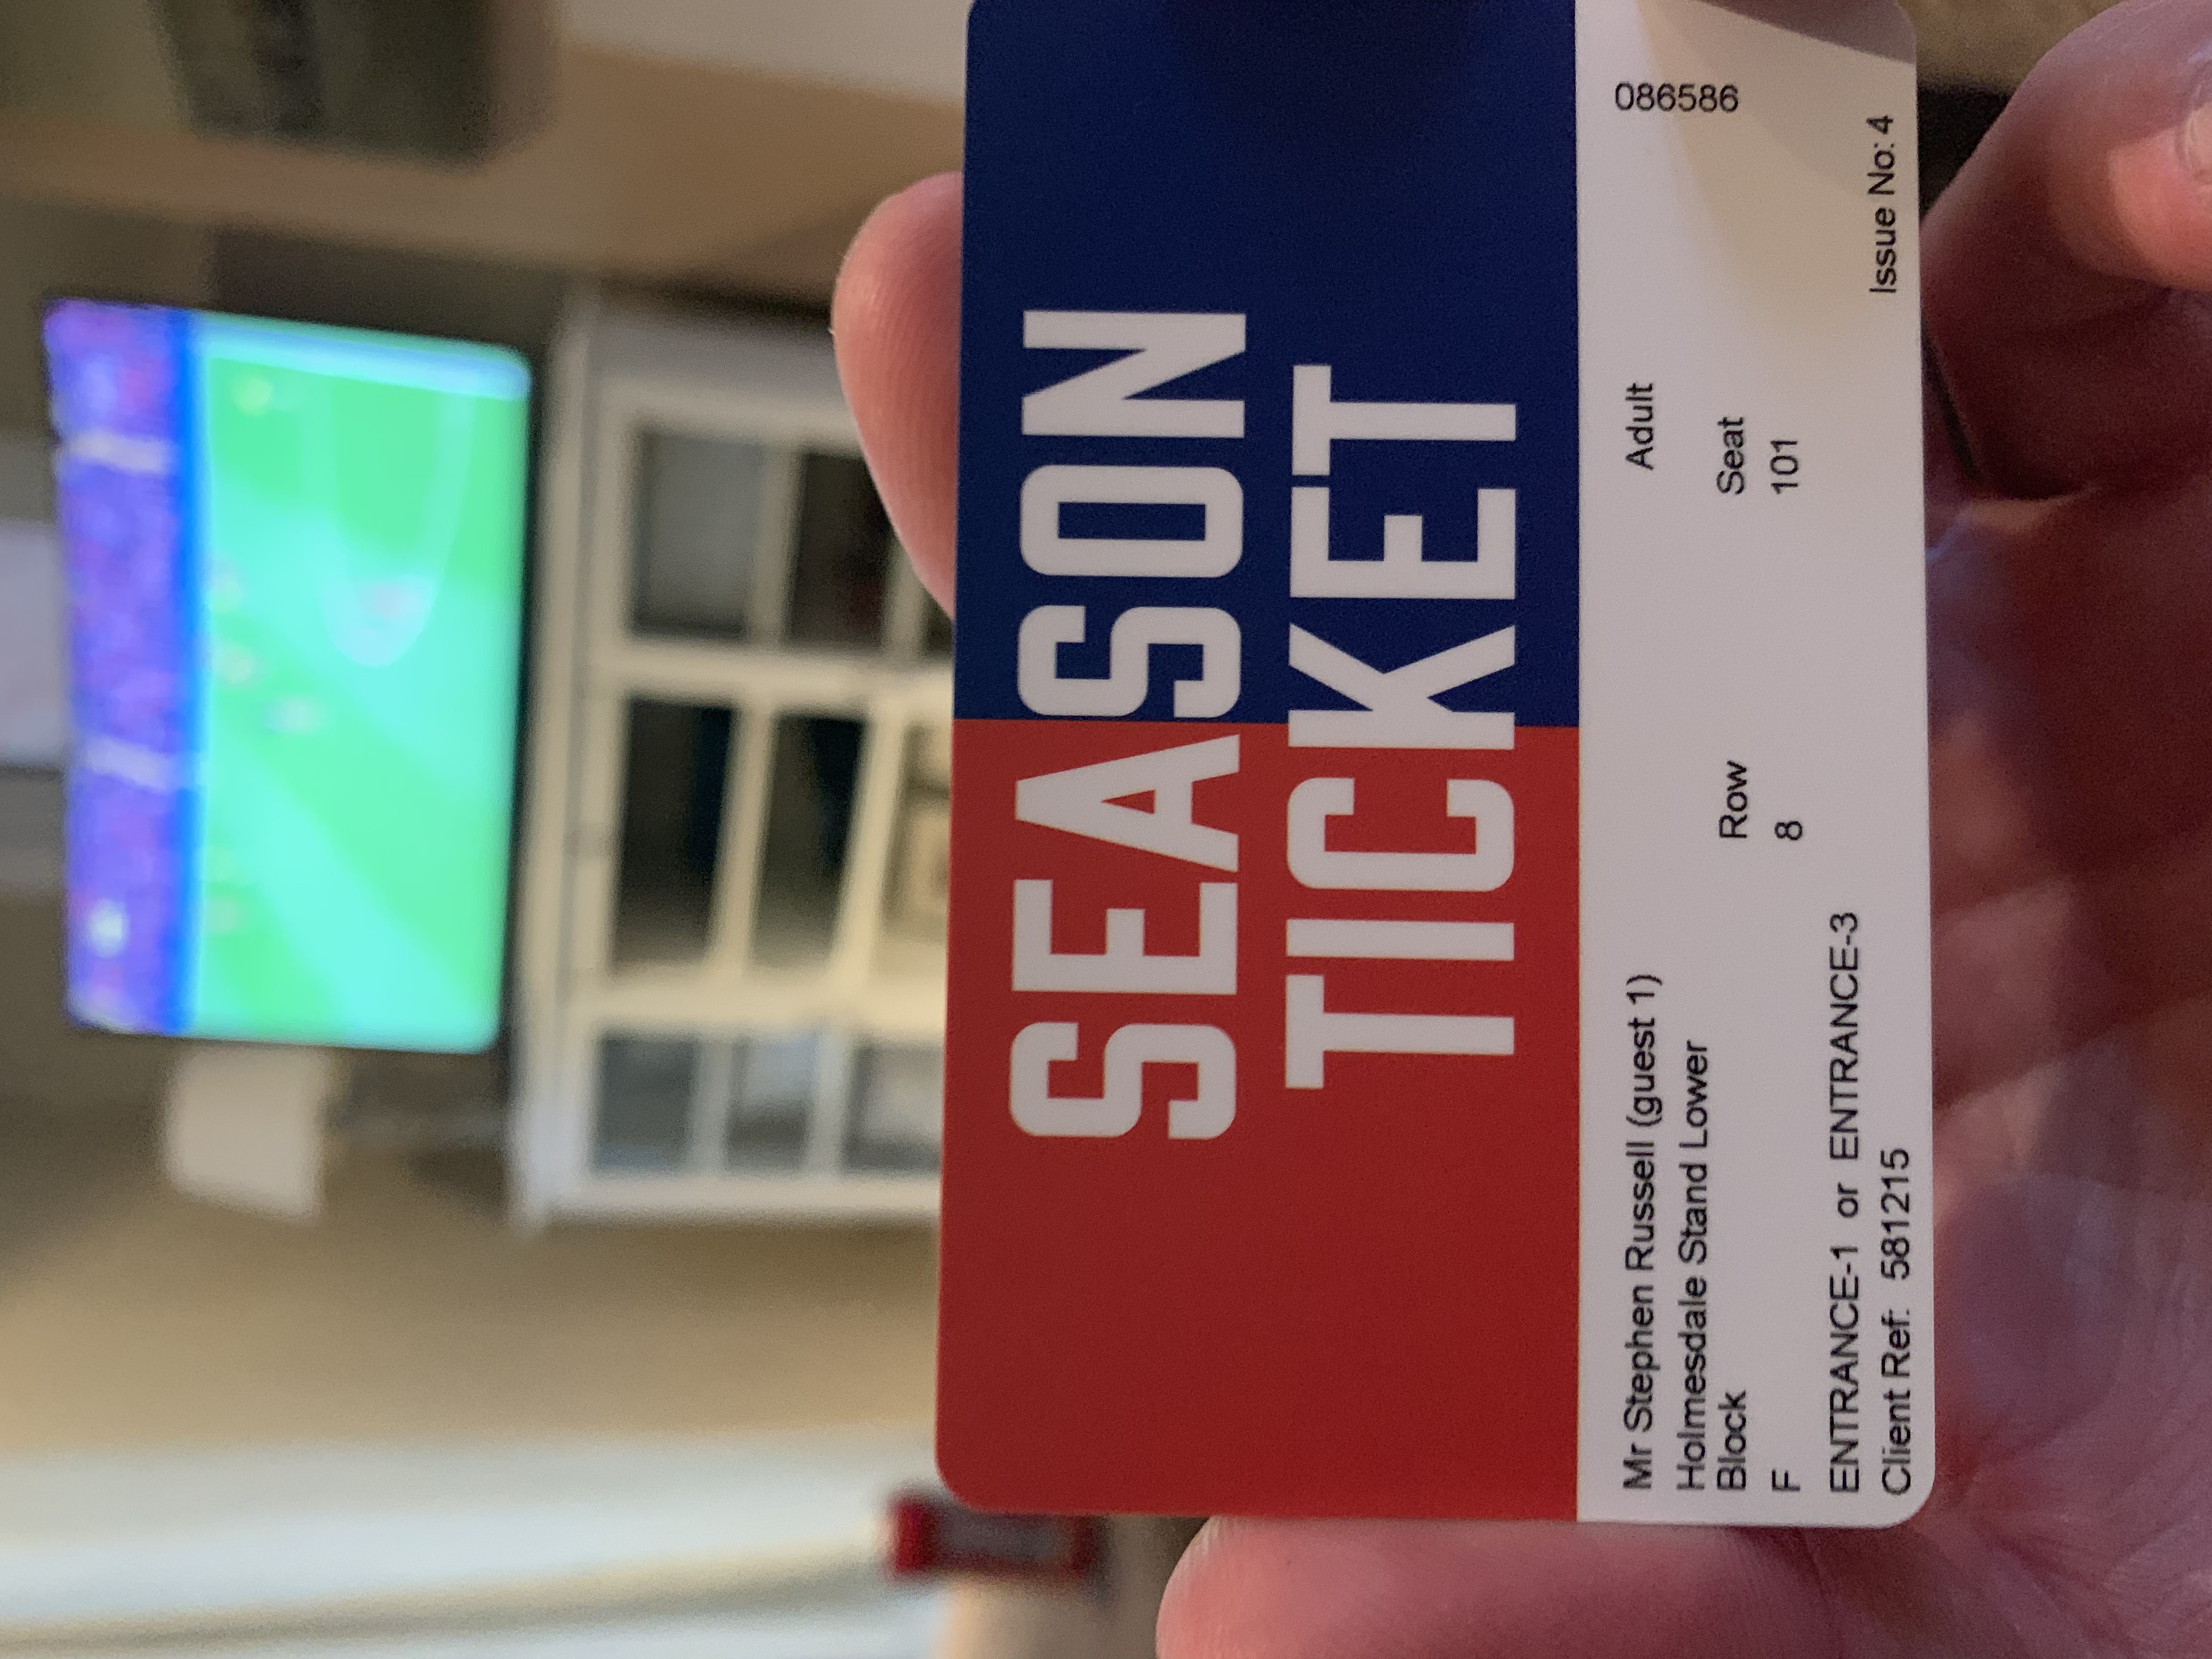 SEASON
TICKET
Mr Stephen Russell (guest 1) Adult 086586
Holmesdale Stand Lower
Block Row Seat
F 8 101
ENTRANCE-1 or ENTRANCE-3
Client Ref: 581215 Issue No: 4